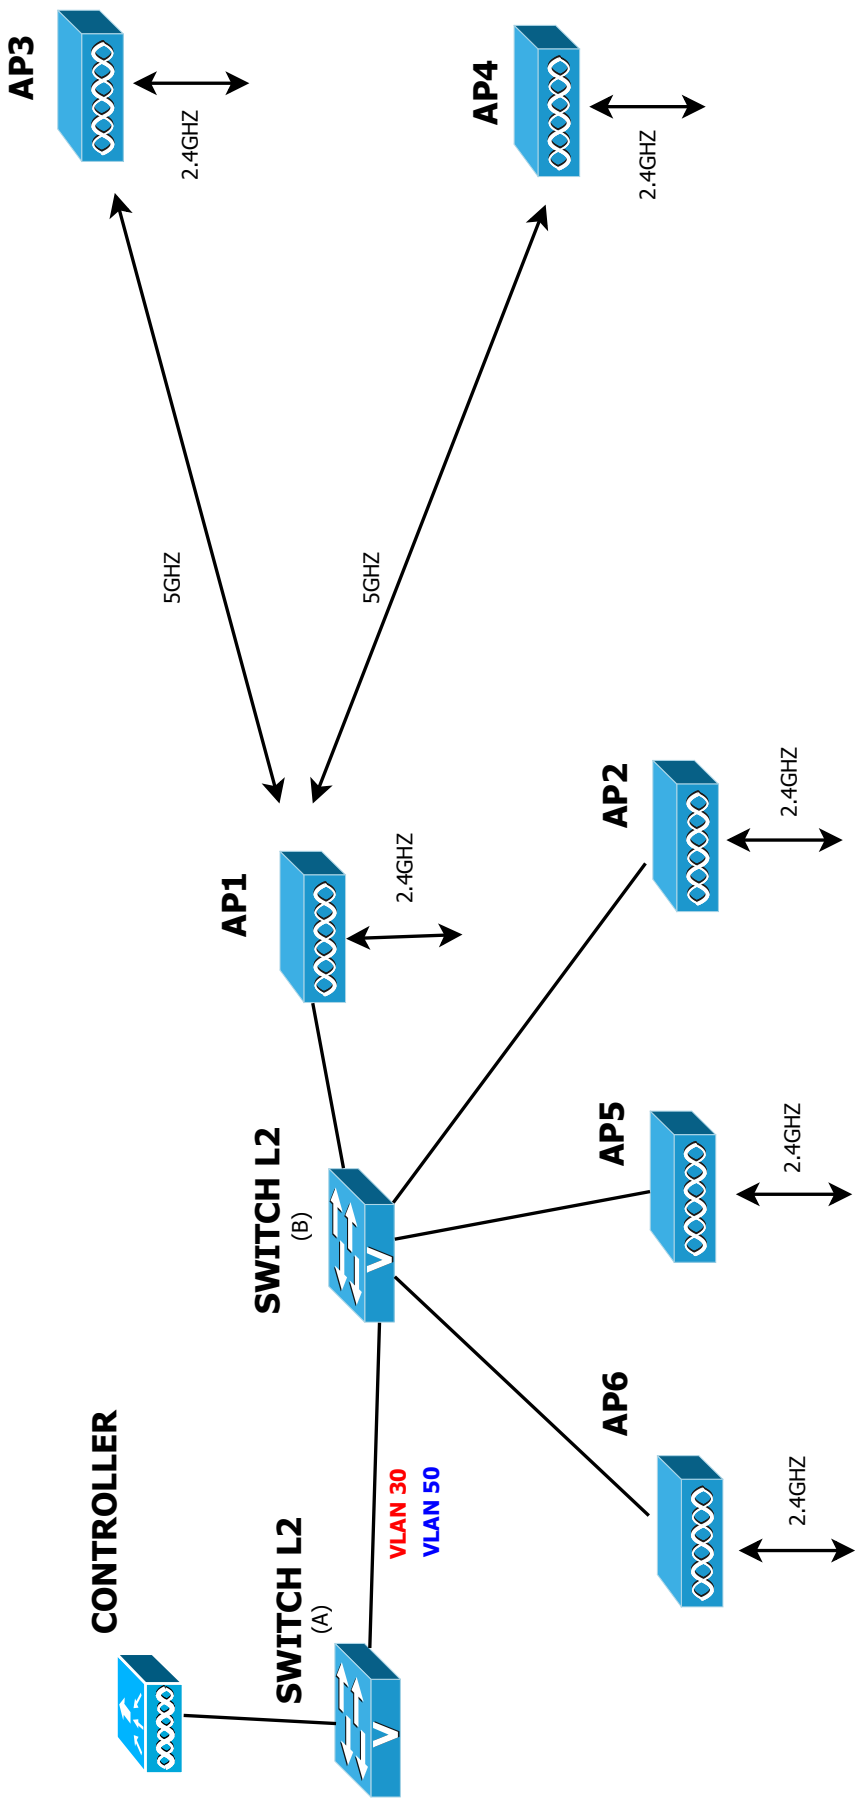 CONTROLLER
SWITCH L2
(A)
VLAN 30
VLAN 50
SWITCH L2
(B)
AP6
2.4GHZ
AP5
2.4GHZ
AP1
2.4GHZ
AP2
2.4GHZ
5GHZ
5GHZ
AP3
2.4GHZ
AP4
2.4GHZ
V
V